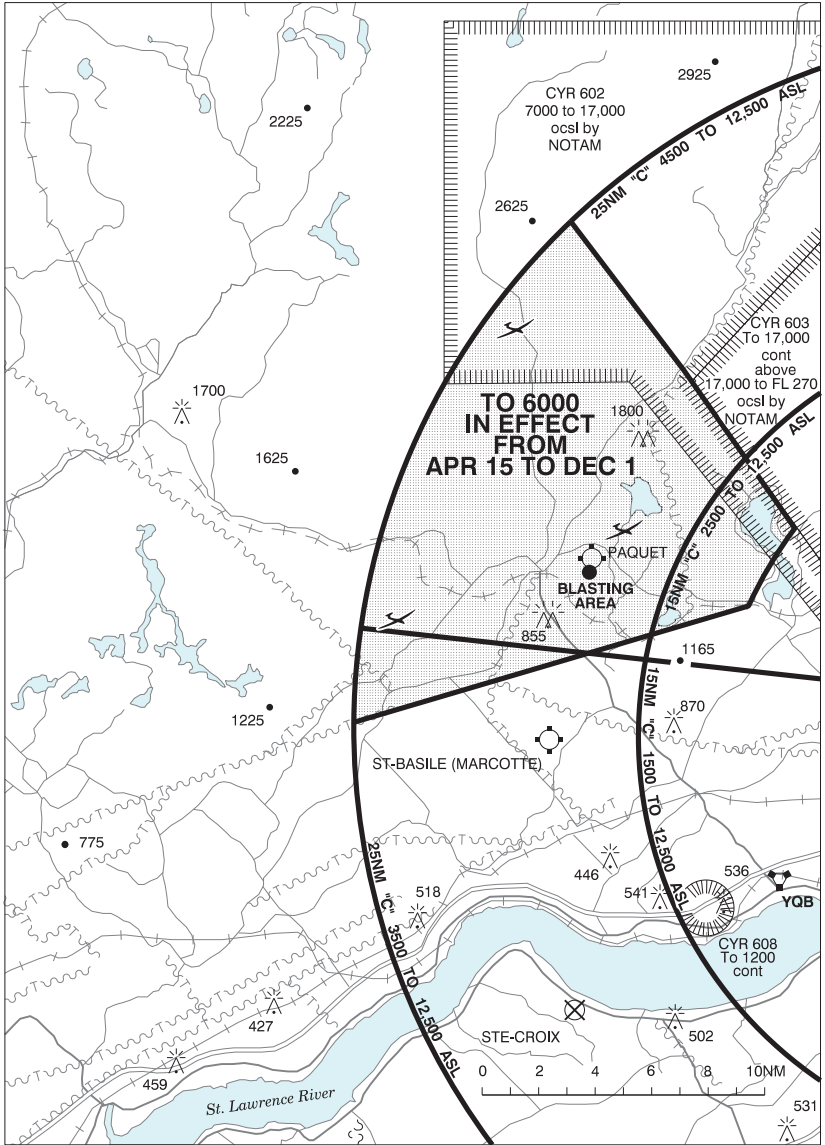 2925
CYR 602
7000 to 17,000
ocsl by
NOTAM
2225
25NM "C" 4500 TO 12,500 ASL
2625
CYR 603
To 17,000
cont
above
17,000 to FL 270
ocsl by
NOTAM
1700
TO 6000
IN EFFECT
FROM
APR 15 TO DEC 1
1800
1625
15NM "C" 2500 TO 12,500 ASL
PAQUET
BLASTING
AREA
855
1165
15NM "C" 1500 TO 12,500 ASL
870
1225
ST-BASILE (MARCOTTE)
775
25NM "C" 3500 TO 12,500 ASL
446
518
541
536
YQB
CYR 608
To 1200
cont
427
STE-CROIX
502
459
0 2 4 6 8 10NM
St. Lawrence River
531